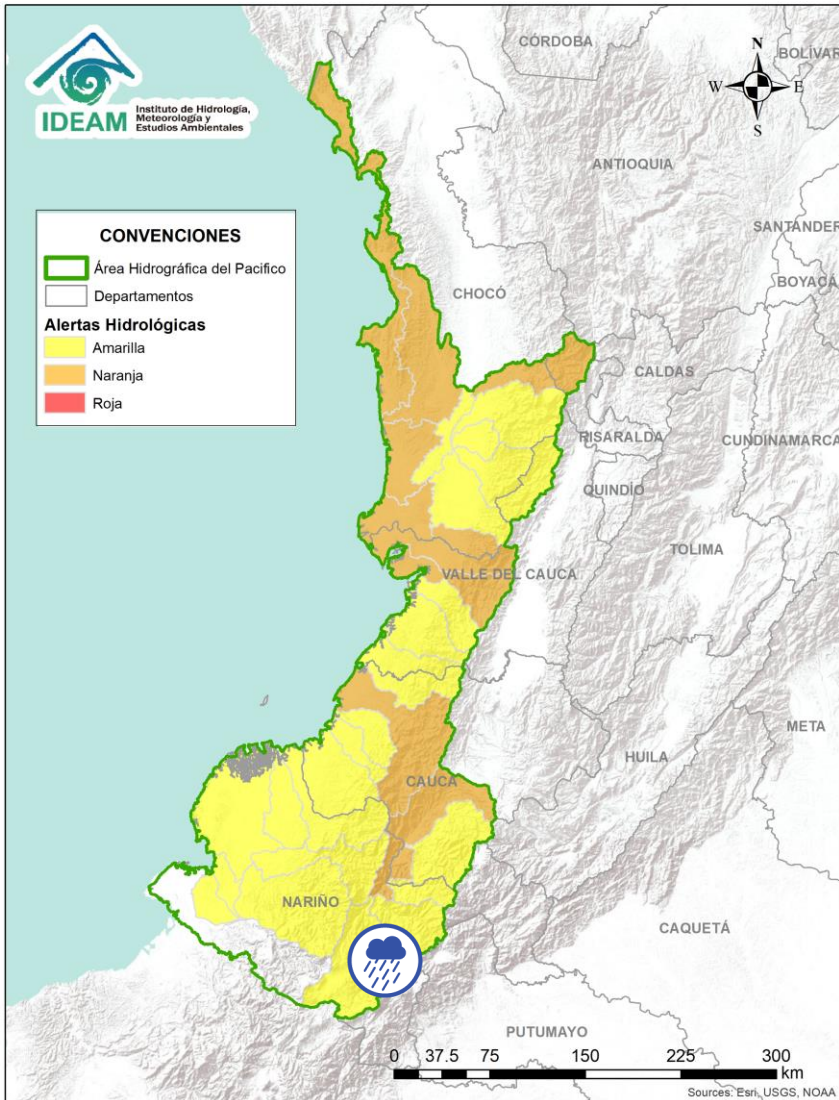 CÓRDOBA
BOLÍVAR
N
W
E
S
IDEAM
Instituto de Hidrología,
Meteorología y
Estudios Ambientales
ANTIOQUIA
SANTANDER
CONVENCIONES
Área Hidrográfica del Pacifico
Departamentos
Alertas Hidrológicas
Amarilla
Naranja
Roja
BOYACÁ
CHOCÓ
CALDAS
RISARALDA
CUNDINAMARCA
QUINDÍO
TOLIMA
VALLE DEL CAUCA
META
HUILA
CAUCA
NARIÑO
CAQUETÁ
PUTUMAYO
0 37.5 75 150 225 300
km
Sources: Esri, USGS, NOAA